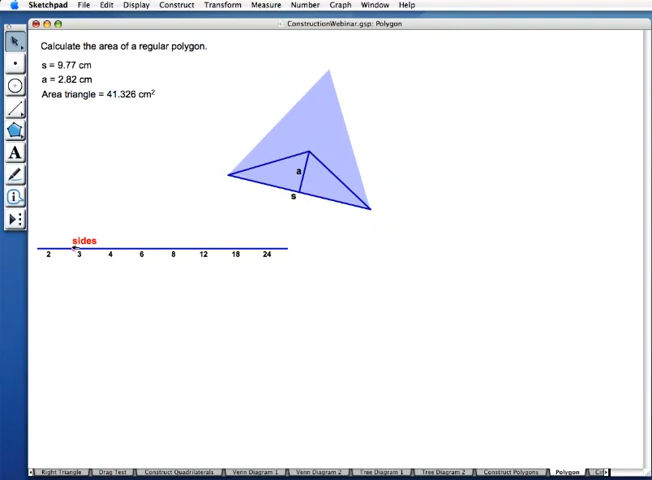 Sketchpad File Edit Display Construct Transform Measure Number Graph Window Help
ConstructionWebinar.gsp: Polygon
Calculate the area of a regular polygon.
s = 9.77 cm
a = 2.82 cm
Area triangle = 41.326 cm²
a
s
sides
2 3 4 6 8 12 18 24
A
Right Triangle Drag Test Construct Quadrilaterals Venn Diagram 1 Venn Diagram 2 Tree Diagram 1 Tree Diagram 2 Construct Polygons Polygon